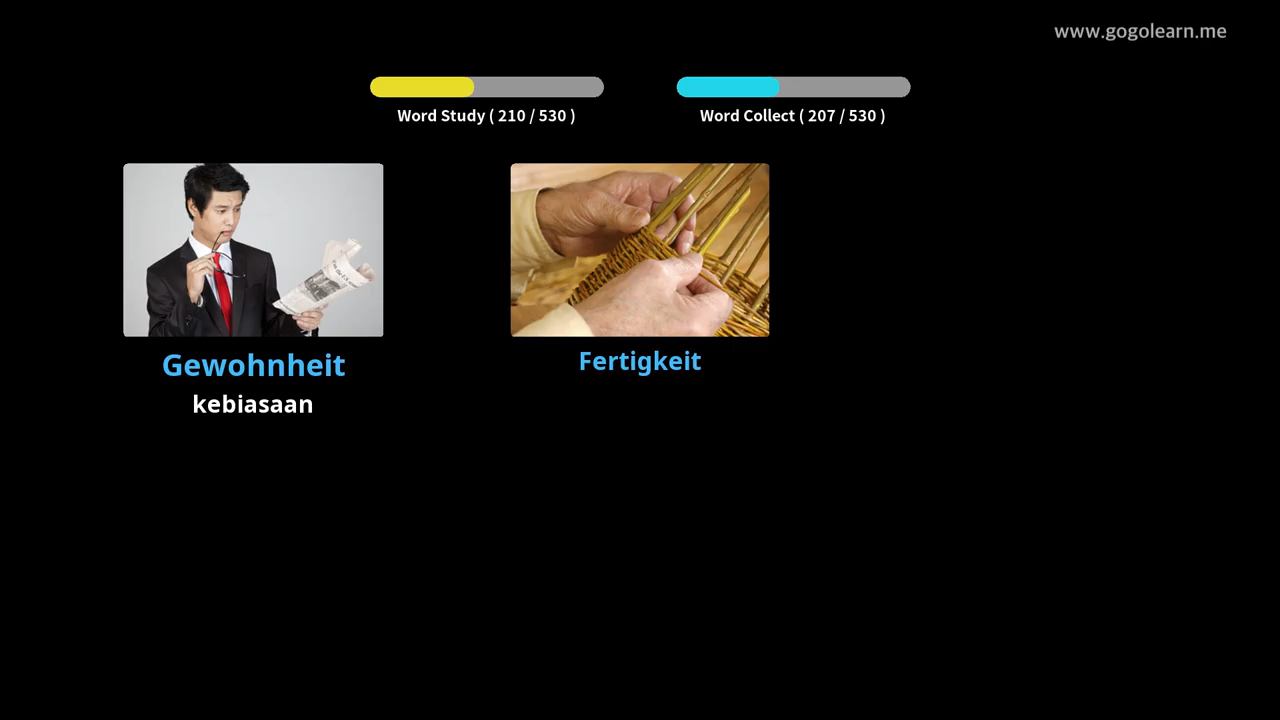 www.gogolearn.me
Word Study ( 210 / 530 )
Word Collect ( 207 / 530 )
Gewohnheit
kebiasaan
Fertigkeit